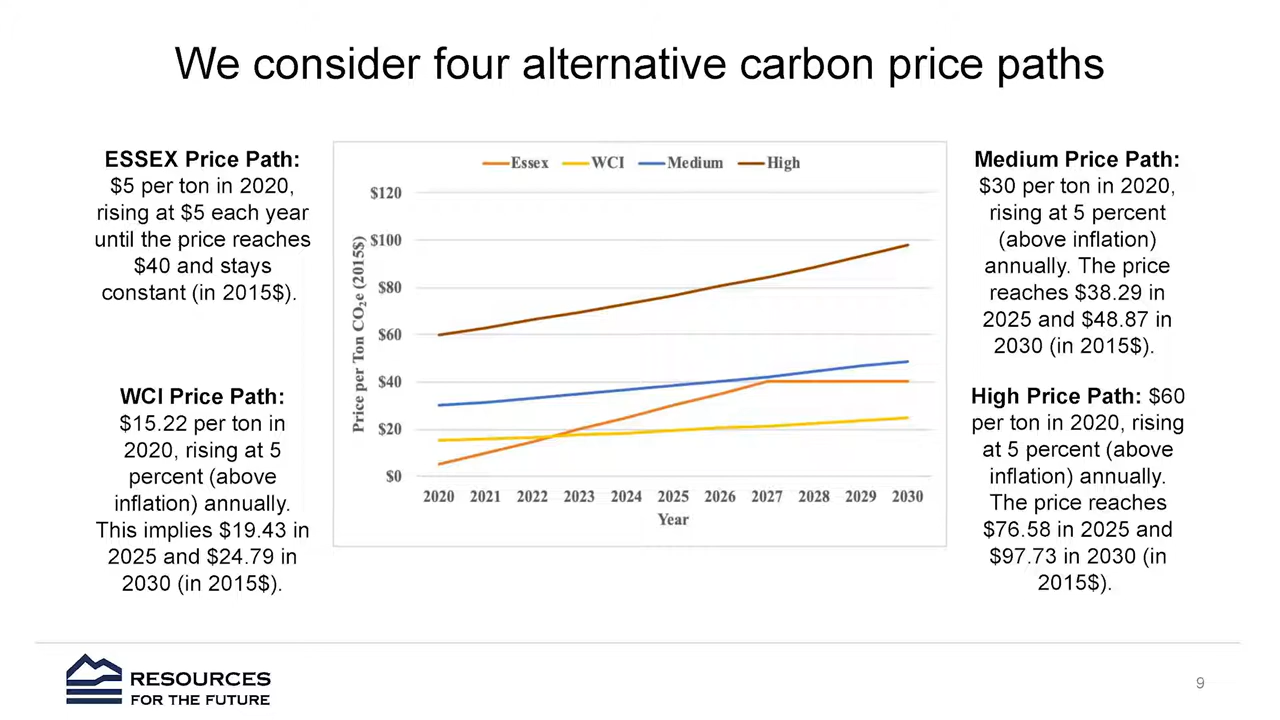 We consider four alternative carbon price paths
ESSEX Price Path:
$5 per ton in 2020,
rising at $5 each year
until the price reaches
$40 and stays
constant (in 2015$).
WCI Price Path:
$15.22 per ton in
2020, rising at 5
percent (above
inflation) annually.
This implies $19.43 in
2025 and $24.79 in
2030 (in 2015$).
Essex WCI Medium High
$120
$100
$80
$60
$40
$20
$0
Price per Ton CO₂e (2015$)
2020 2021 2022 2023 2024 2025 2026 2027 2028 2029 2030
Year
Medium Price Path:
$30 per ton in 2020,
rising at 5 percent
(above inflation)
annually. The price
reaches $38.29 in
2025 and $48.87 in
2030 (in 2015$).
High Price Path: $60
per ton in 2020, rising
at 5 percent (above
inflation) annually.
The price reaches
$76.58 in 2025 and
$97.73 in 2030 (in
2015$).
RESOURCES
FOR THE FUTURE
9